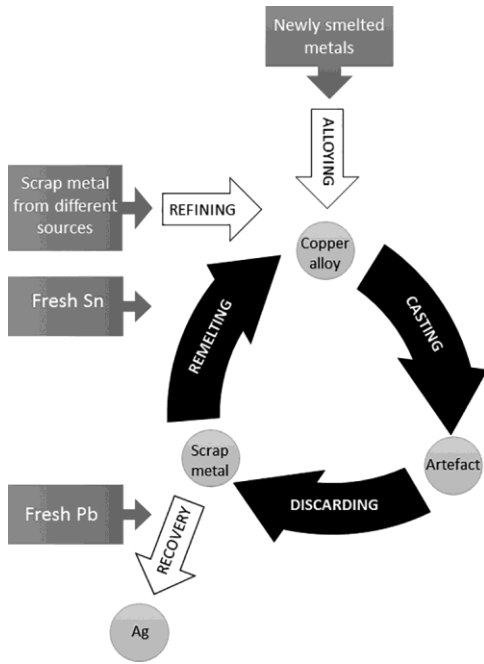 Newly smelted
metals
ALLOYING
Scrap metal
from different
sources
REFINING
Copper
alloy
Fresh Sn
REMELTING
CASTING
Scrap
metal
Artefact
DISCARDING
Fresh Pb
RECOVERY
Ag